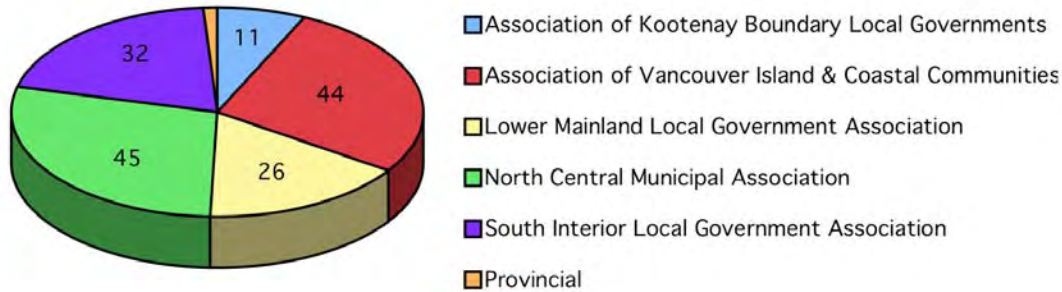 11
Association of Kootenay Boundary Local Governments
32
44
Association of Vancouver Island & Coastal Communities
Lower Mainland Local Government Association
45
26
North Central Municipal Association
South Interior Local Government Association
Provincial